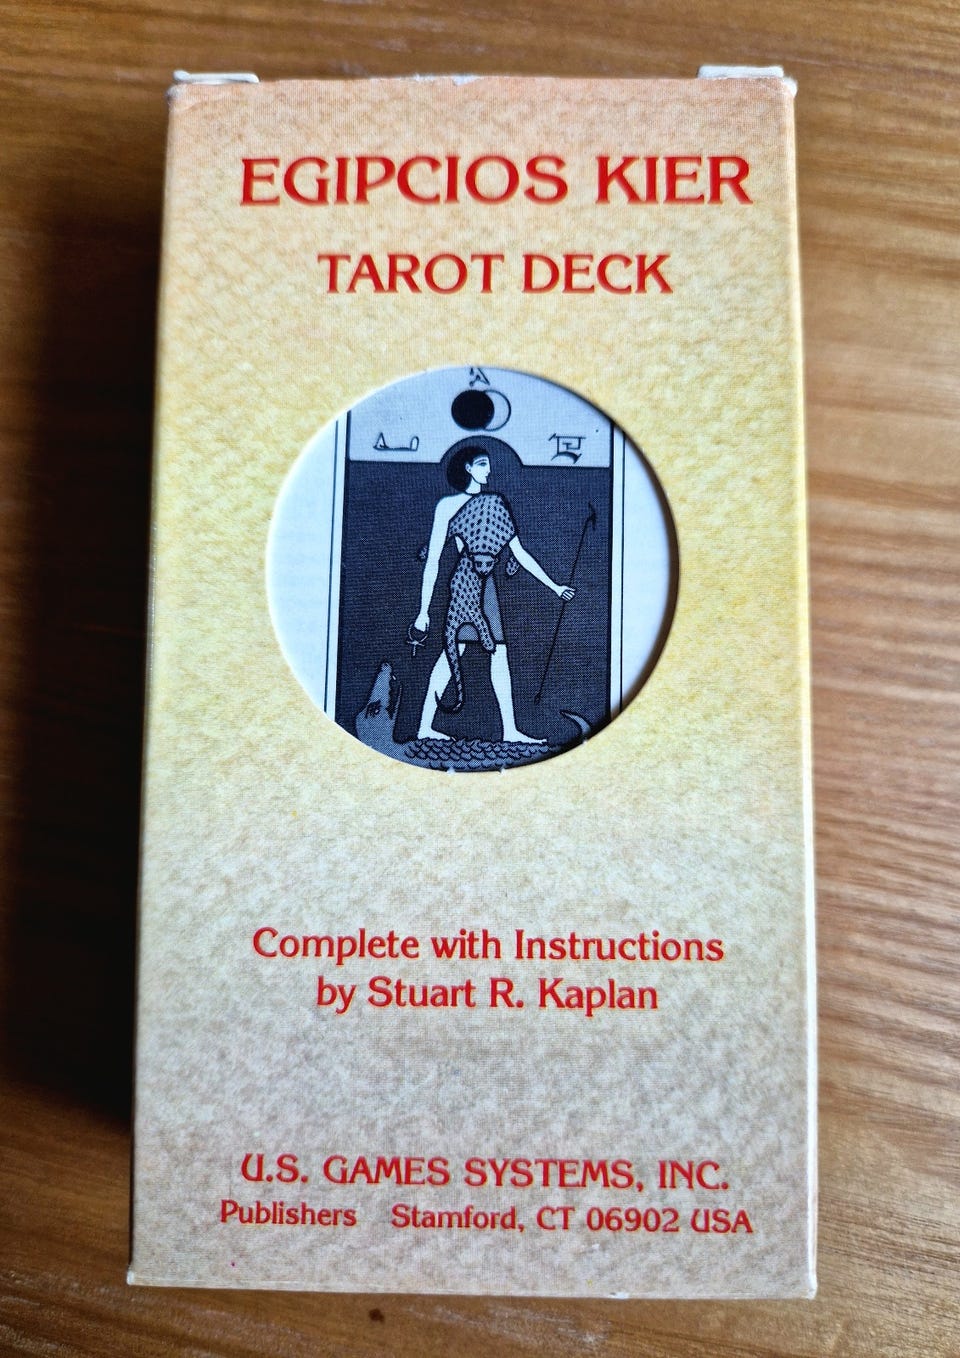 EGIPCIOS KIER
TAROT DECK
Complete with Instructions
by Stuart R. Kaplan
U.S. GAMES SYSTEMS, INC.
Publishers Stamford, CT 06902 USA